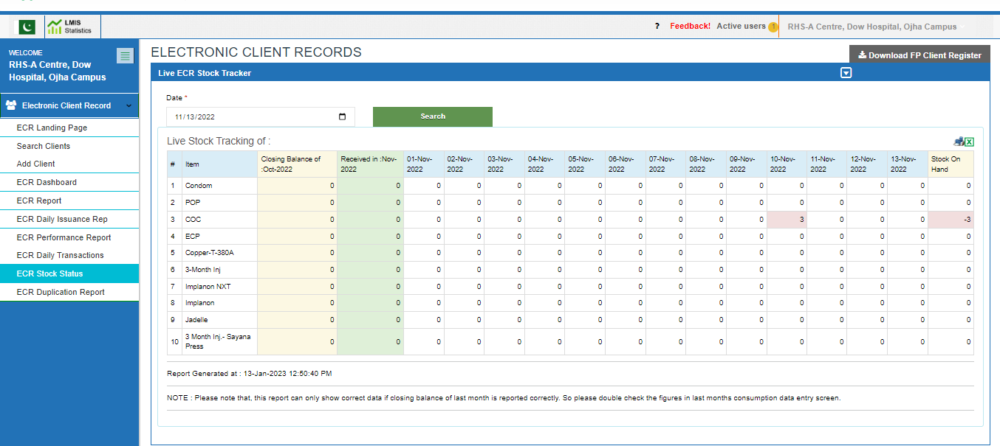 LMIS
Statistics
? Feedback! Active users 1 RHS-A Centre, Dow Hospital, Ojha Campus
WELCOME
RHS-A Centre, Dow
Hospital, Ojha Campus
Electronic Client Record
ECR Landing Page
Search Clients
Add Client
ECR Dashboard
ECR Report
ECR Daily Issuance Rep
ECR Performance Report
ECR Daily Transactions
ECR Stock Status
ECR Duplication Report
ELECTRONIC CLIENT RECORDS
Download FP Client Register
Live ECR Stock Tracker
Date *
11/13/2022
Search
Live Stock Tracking of :
# Item Closing Balance of :Oct-2022 Received in :Nov-2022 01-Nov-2022 02-Nov-2022 03-Nov-2022 04-Nov-2022 05-Nov-2022 06-Nov-2022 07-Nov-2022 08-Nov-2022 09-Nov-2022 10-Nov-2022 11-Nov-2022 12-Nov-2022 13-Nov-2022 Stock On Hand
1 Condom 0 0 0 0 0 0 0 0 0 0 0 0 0 0 0 0
2 POP 0 0 0 0 0 0 0 0 0 0 0 0 0 0 0 0
3 COC 0 0 0 0 0 0 0 0 0 0 0 3 0 0 0 -3
4 ECP 0 0 0 0 0 0 0 0 0 0 0 0 0 0 0 0
5 Copper-T-380A 0 0 0 0 0 0 0 0 0 0 0 0 0 0 0 0
6 3-Month Inj 0 0 0 0 0 0 0 0 0 0 0 0 0 0 0 0
7 Implanon NXT 0 0 0 0 0 0 0 0 0 0 0 0 0 0 0 0
8 Implanon 0 0 0 0 0 0 0 0 0 0 0 0 0 0 0 0
9 Jadelle 0 0 0 0 0 0 0 0 0 0 0 0 0 0 0 0
10 3 Month Inj.- Sayana Press 0 0 0 0 0 0 0 0 0 0 0 0 0 0 0 0
Report Generated at : 13-Jan-2023 12:50:40 PM
NOTE : Please note that, this report can only show correct data if closing balance of last month is reported correctly. So please double check the figures in last months consumption data entry screen.